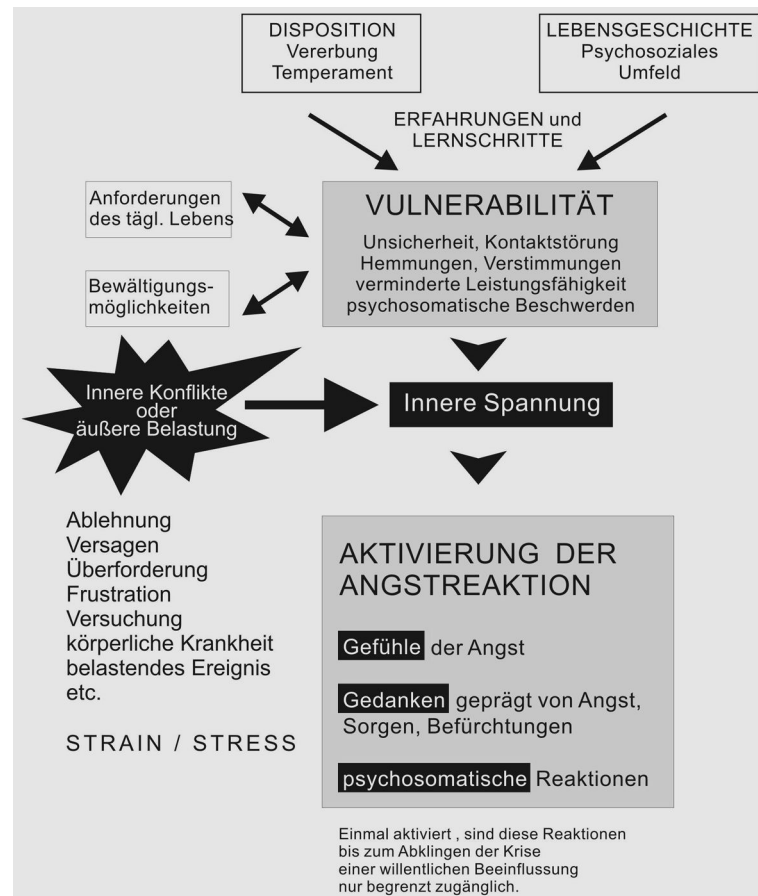 DISPOSITION
Vererbung
Temperament
LEBENSGESCHICHTE
Psychosoziales
Umfeld
ERFAHRUNGEN und
LERNSCHRITTE
Anforderungen
des tägl. Lebens
Bewältigungs-
möglichkeiten
VULNERABILITÄT
Unsicherheit, Kontaktstörung
Hemmungen, Verstimmungen
verminderte Leistungsfähigkeit
psychosomatische Beschwerden
Innere Konflikte
oder
äußere Belastung
Innere Spannung
Ablehnung
Versagen
Überforderung
Frustration
Versuchung
körperliche Krankheit
belastendes Ereignis
etc.
STRAIN / STRESS
AKTIVIERUNG DER
ANGSTREAKTION
Gefühle der Angst
Gedanken geprägt von Angst,
Sorgen, Befürchtungen
psychosomatische Reaktionen
Einmal aktiviert , sind diese Reaktionen
bis zum Abklingen der Krise
einer willentlichen Beeinflussung
nur begrenzt zugänglich.